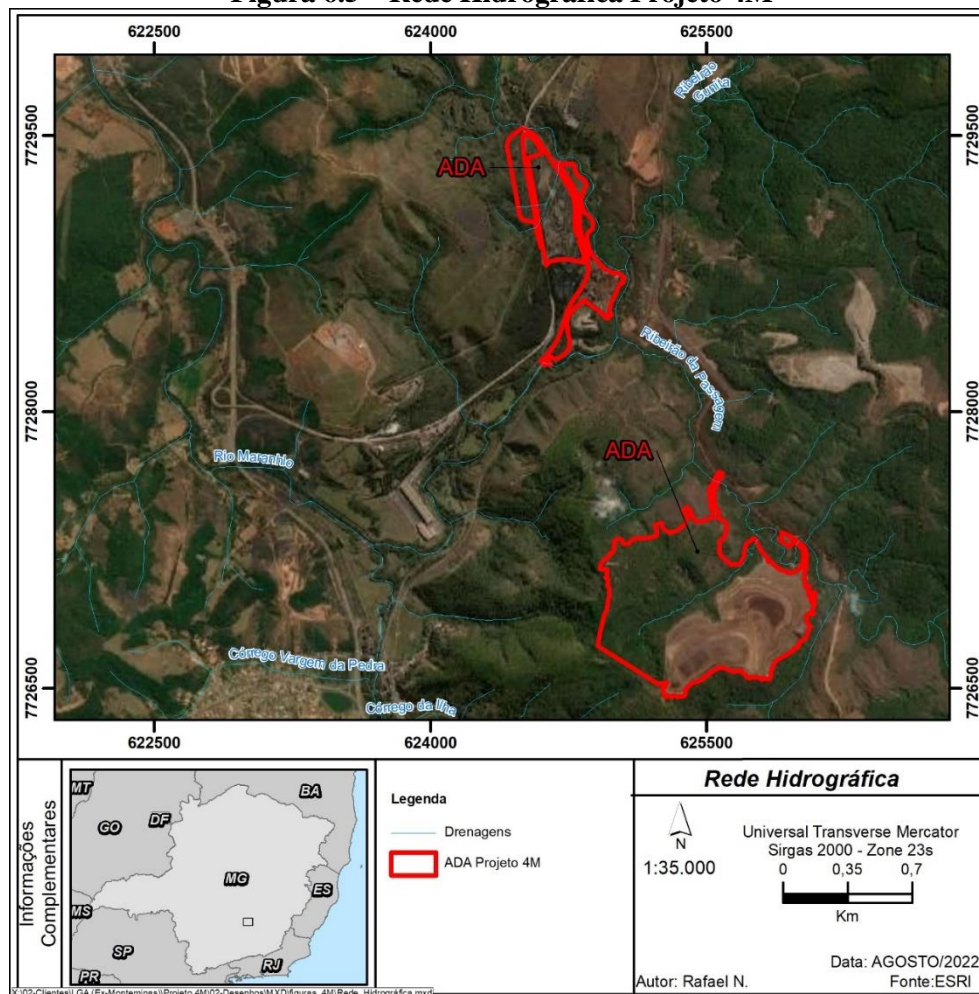 Figura 6.5 – Rede Hidrográfica Projeto 4M
622500 624000 625500
7729500 7729500
Ribeirão
Gunita
ADA
7728000 7728000
Ribeirão da Passagem
Rio Maranhio
ADA
7726500 7726500
Córrego Vargem da Pedra
Córrego da Ilha
622500 624000 625500
Informações
Complementares
MT
BA
GO
DF
MG
ES
MS
SP
RJ
PR
Legenda
Drenagens
ADA Projeto 4M
Rede Hidrográfica
N
1:35.000
Universal Transverse Mercator
Sirgas 2000 - Zone 23s
0 0,35 0,7
Km
Data: AGOSTO/2022
Autor: Rafael N. Fonte:ESRI